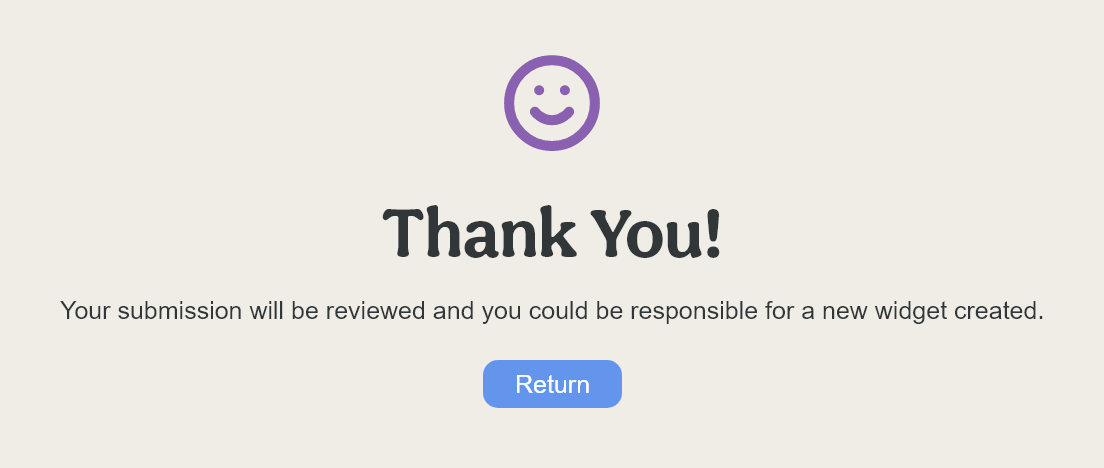 Thank You!
Your submission will be reviewed and you could be responsible for a new widget created.
Return